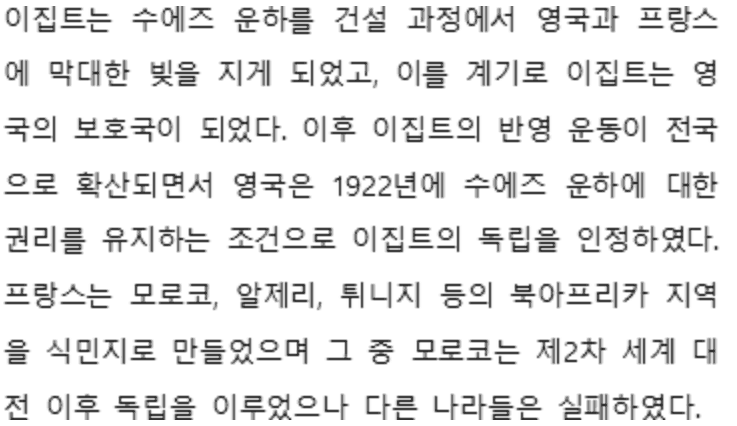 이집트는 수에즈 운하를 건설 과정에서 영국과 프랑스
에 막대한 빚을 지게 되었고, 이를 계기로 이집트는 영
국의 보호국이 되었다. 이후 이집트의 반영 운동이 전국
으로 확산되면서 영국은 1922년에 수에즈 운하에 대한
권리를 유지하는 조건으로 이집트의 독립을 인정하였다.
프랑스는 모로코, 알제리, 튀니지 등의 북아프리카 지역
을 식민지로 만들었으며 그 중 모로코는 제2차 세계 대
전 이후 독립을 이루었으나 다른 나라들은 실패하였다.